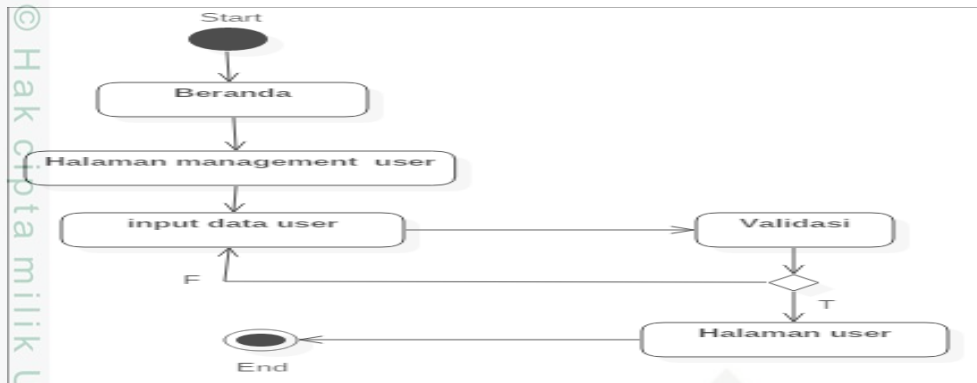 Start
Beranda
Halaman management user
input data user
Validasi
F
T
Halaman user
End
© Hak cipta milik U